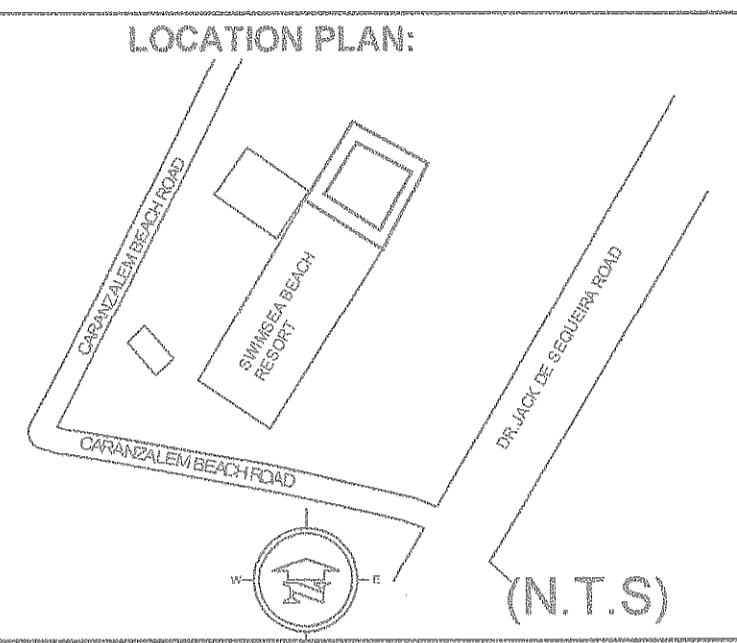 LOCATION PLAN:
CARANZALEM BEACH ROAD
SWIMSEA BEACH
RESORT
DR.JACK DE SEQUEIRA ROAD
CARANZALEM BEACH ROAD
W
E
N
(N.T.S)